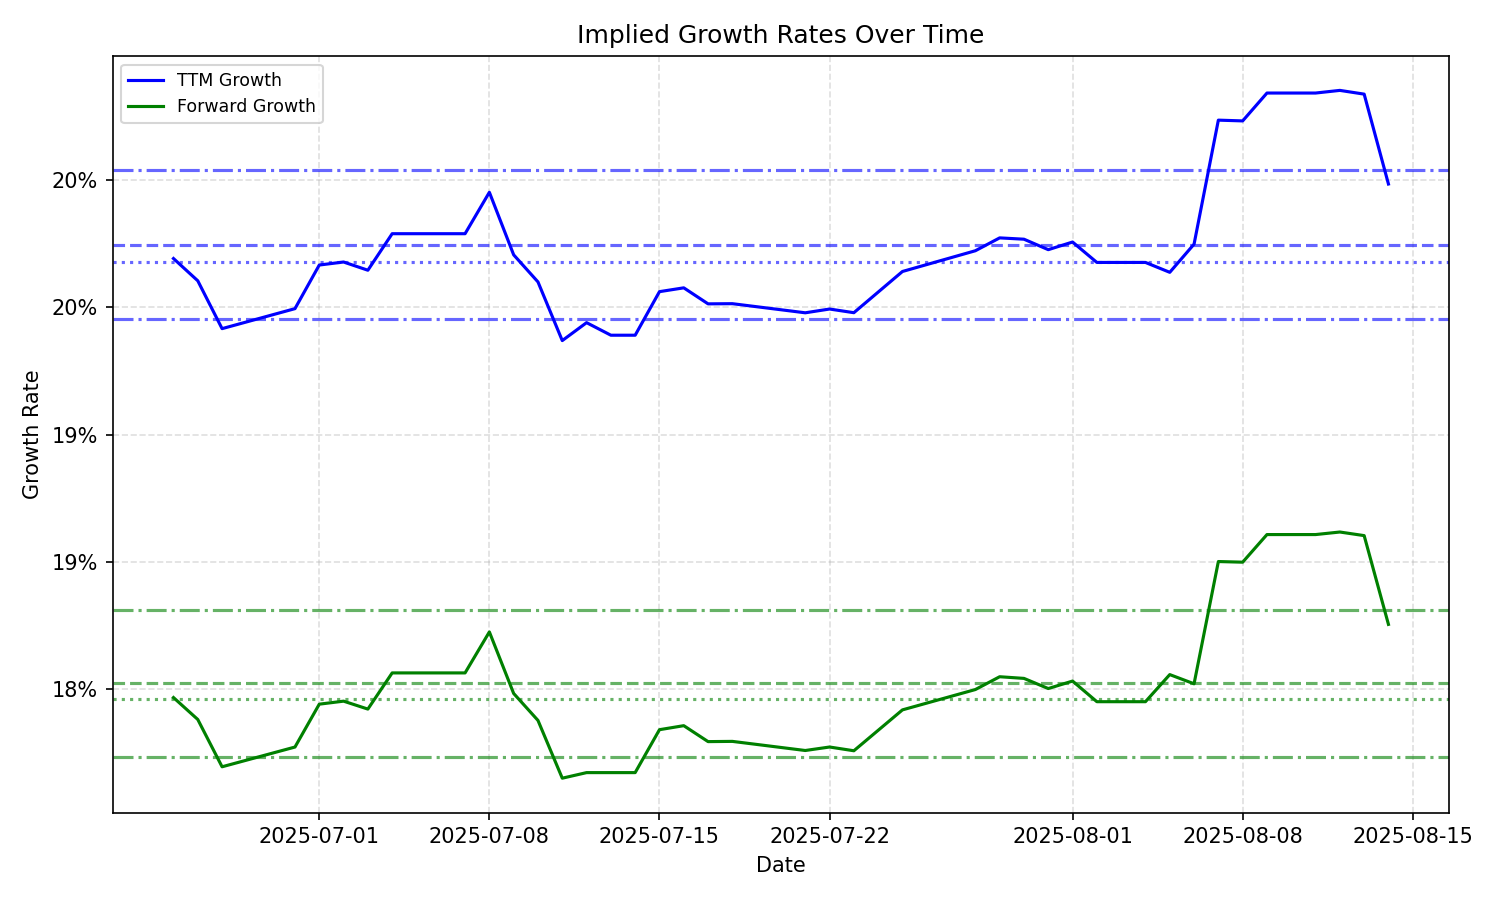 Implied Growth Rates Over Time
TTM Growth
Forward Growth
20%
20%
19%
19%
18%
Growth Rate
2025-07-01
2025-07-08
2025-07-15
2025-07-22
2025-08-01
2025-08-08
2025-08-15
Date